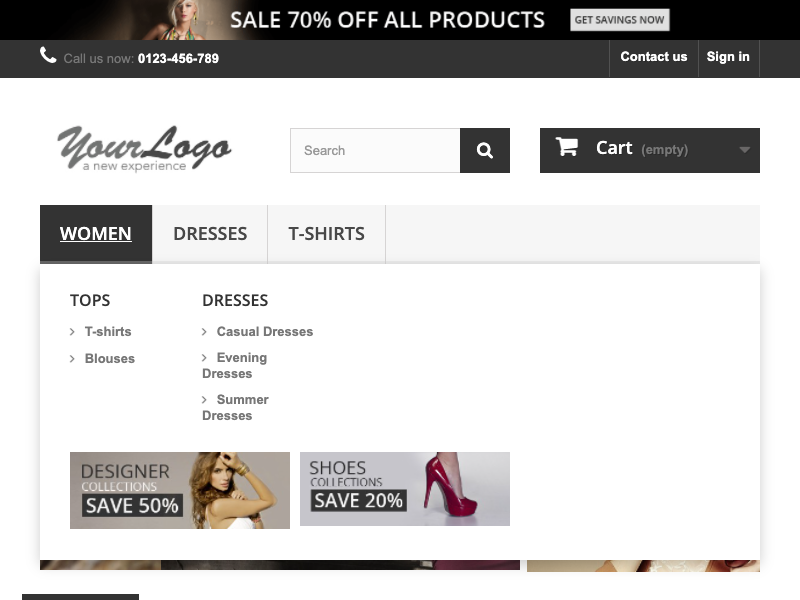 SALE 70% OFF ALL PRODUCTS
GET SAVINGS NOW
Call us now: 0123-456-789
Contact us
Sign in
YourLogo
a new experience
Search
Cart (empty)
WOMEN
DRESSES
T-SHIRTS
TOPS
T-shirts
Blouses
DRESSES
Casual Dresses
Evening
Dresses
Summer
Dresses
DESIGNER
COLLECTIONS
SAVE 50%
SHOES
COLLECTIONS
SAVE 20%